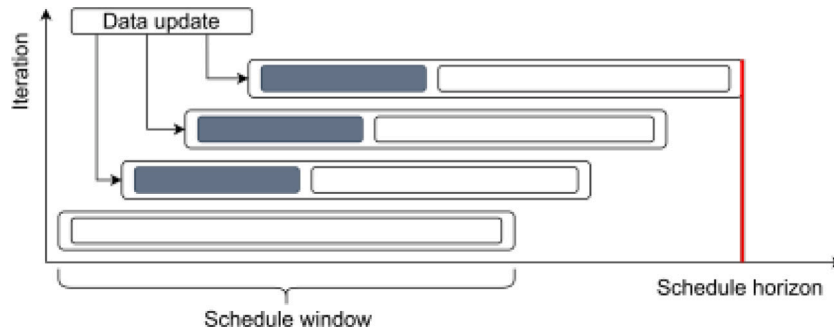 Data update
Iteration
Schedule horizon
Schedule window